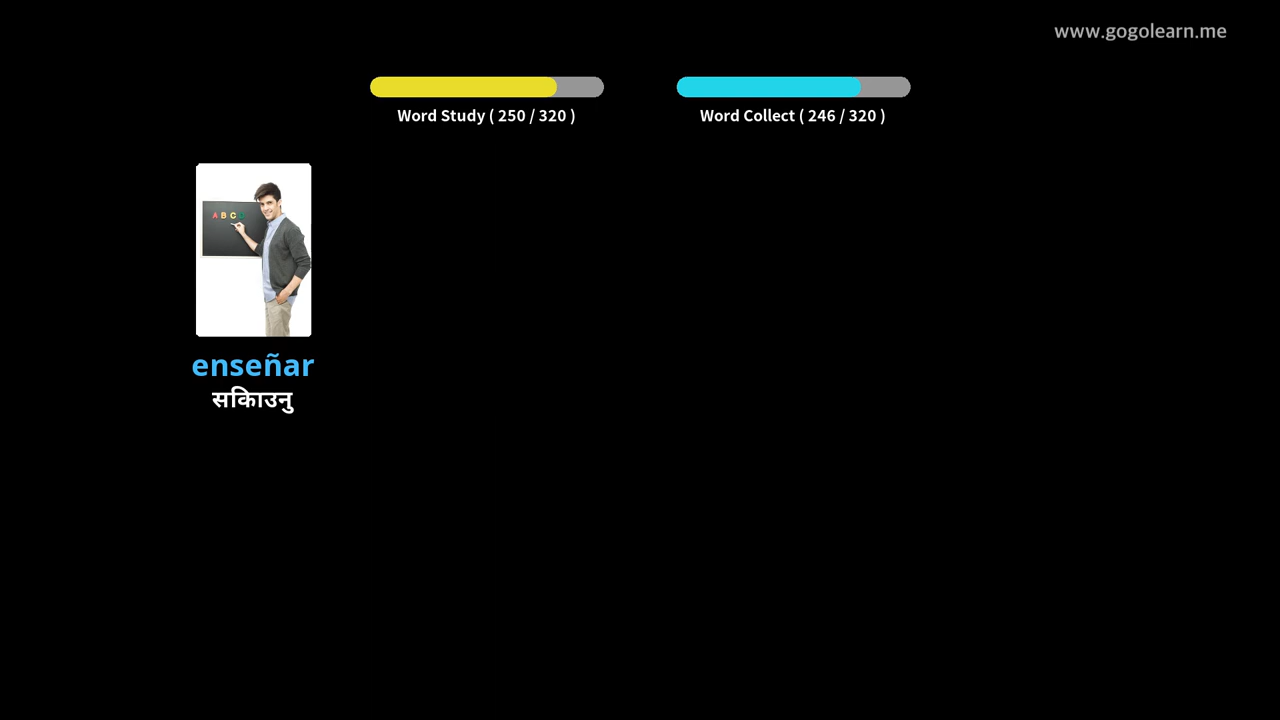 www.gogolearn.me
Word Study ( 250 / 320 )
Word Collect ( 246 / 320 )
A B C D
enseñar
सकिाउनु